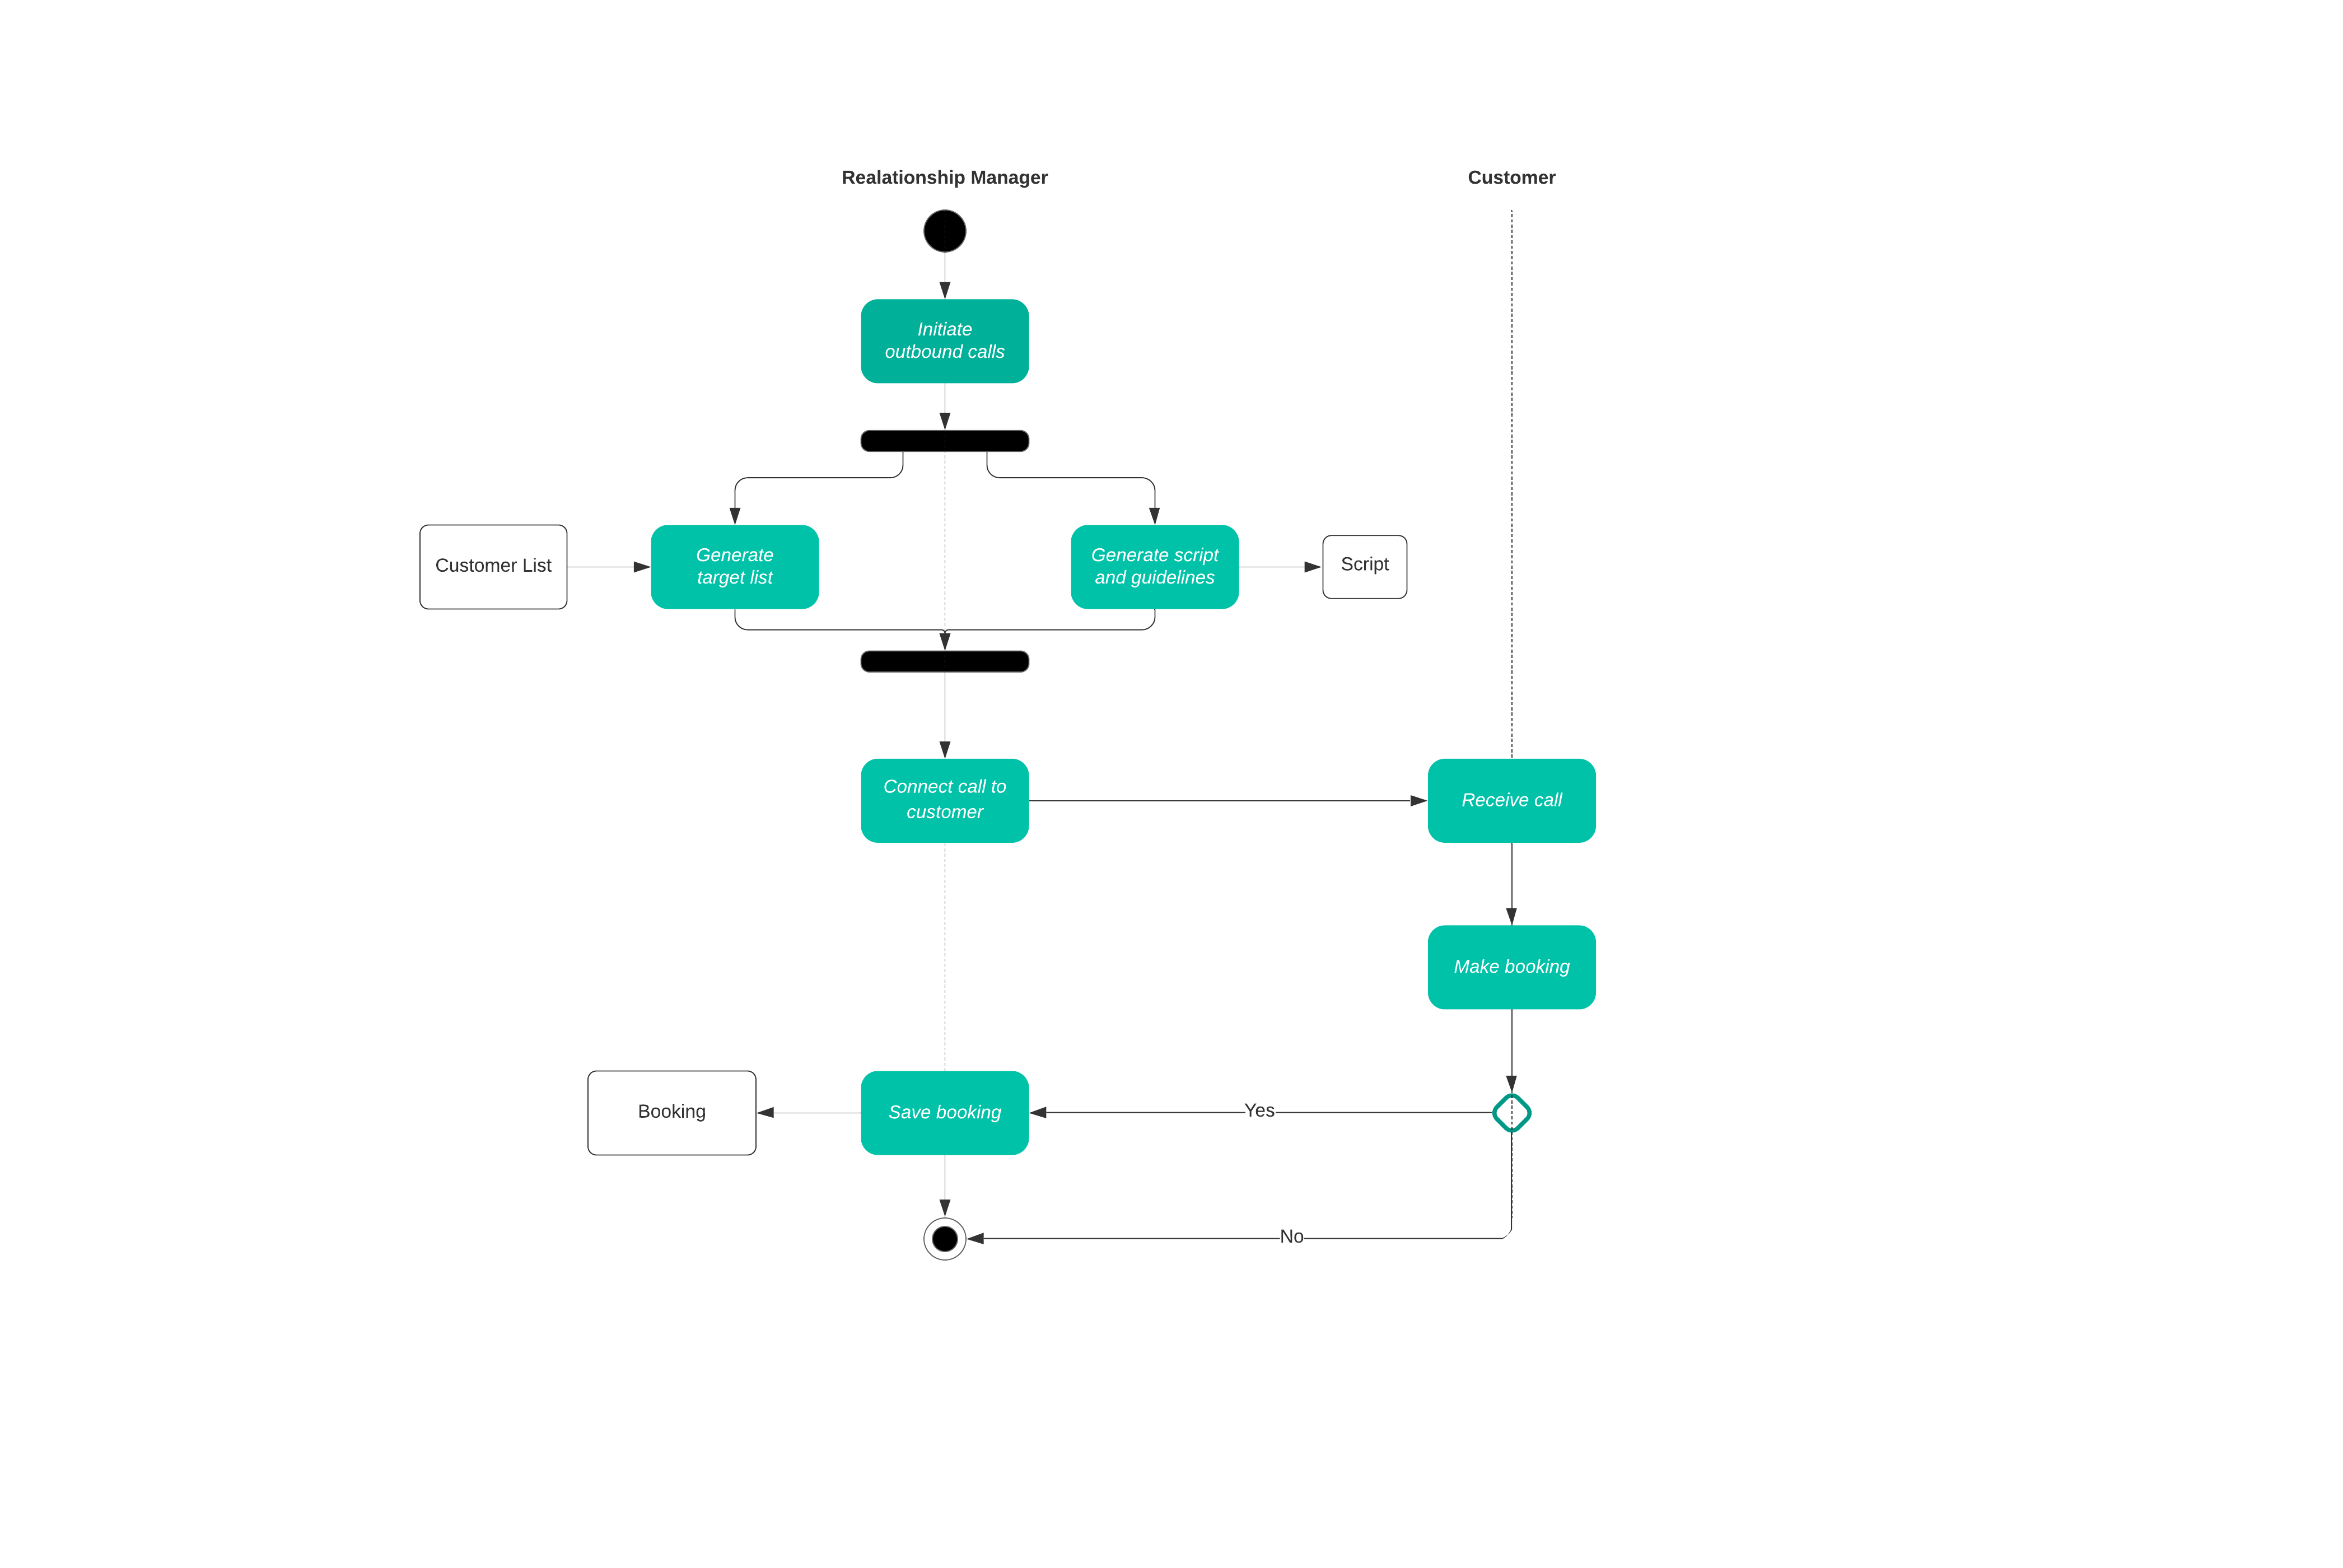 Realationship Manager
Customer
Initiate
outbound calls
Customer List
Generate
target list
Generate script
and guidelines
Script
Connect call to
customer
Receive call
Make booking
Booking
Save booking
Yes
No